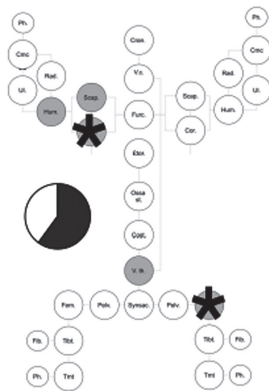 Ph.
Cran.
Ph.
Cmc
Cmc
Rad.
V.c.
Rad.
Ul.
Ul.
Scap.
Scap.
Hum.
Furc.
Hum.
Cor.
Ster.
Ossa
st.
Cost.
V. th.
Fem.
Pelv.
Synsac.
Pelv.
Fib.
Tibt.
Tibt.
Fib.
Ph.
Tmt
Tmt
Ph.